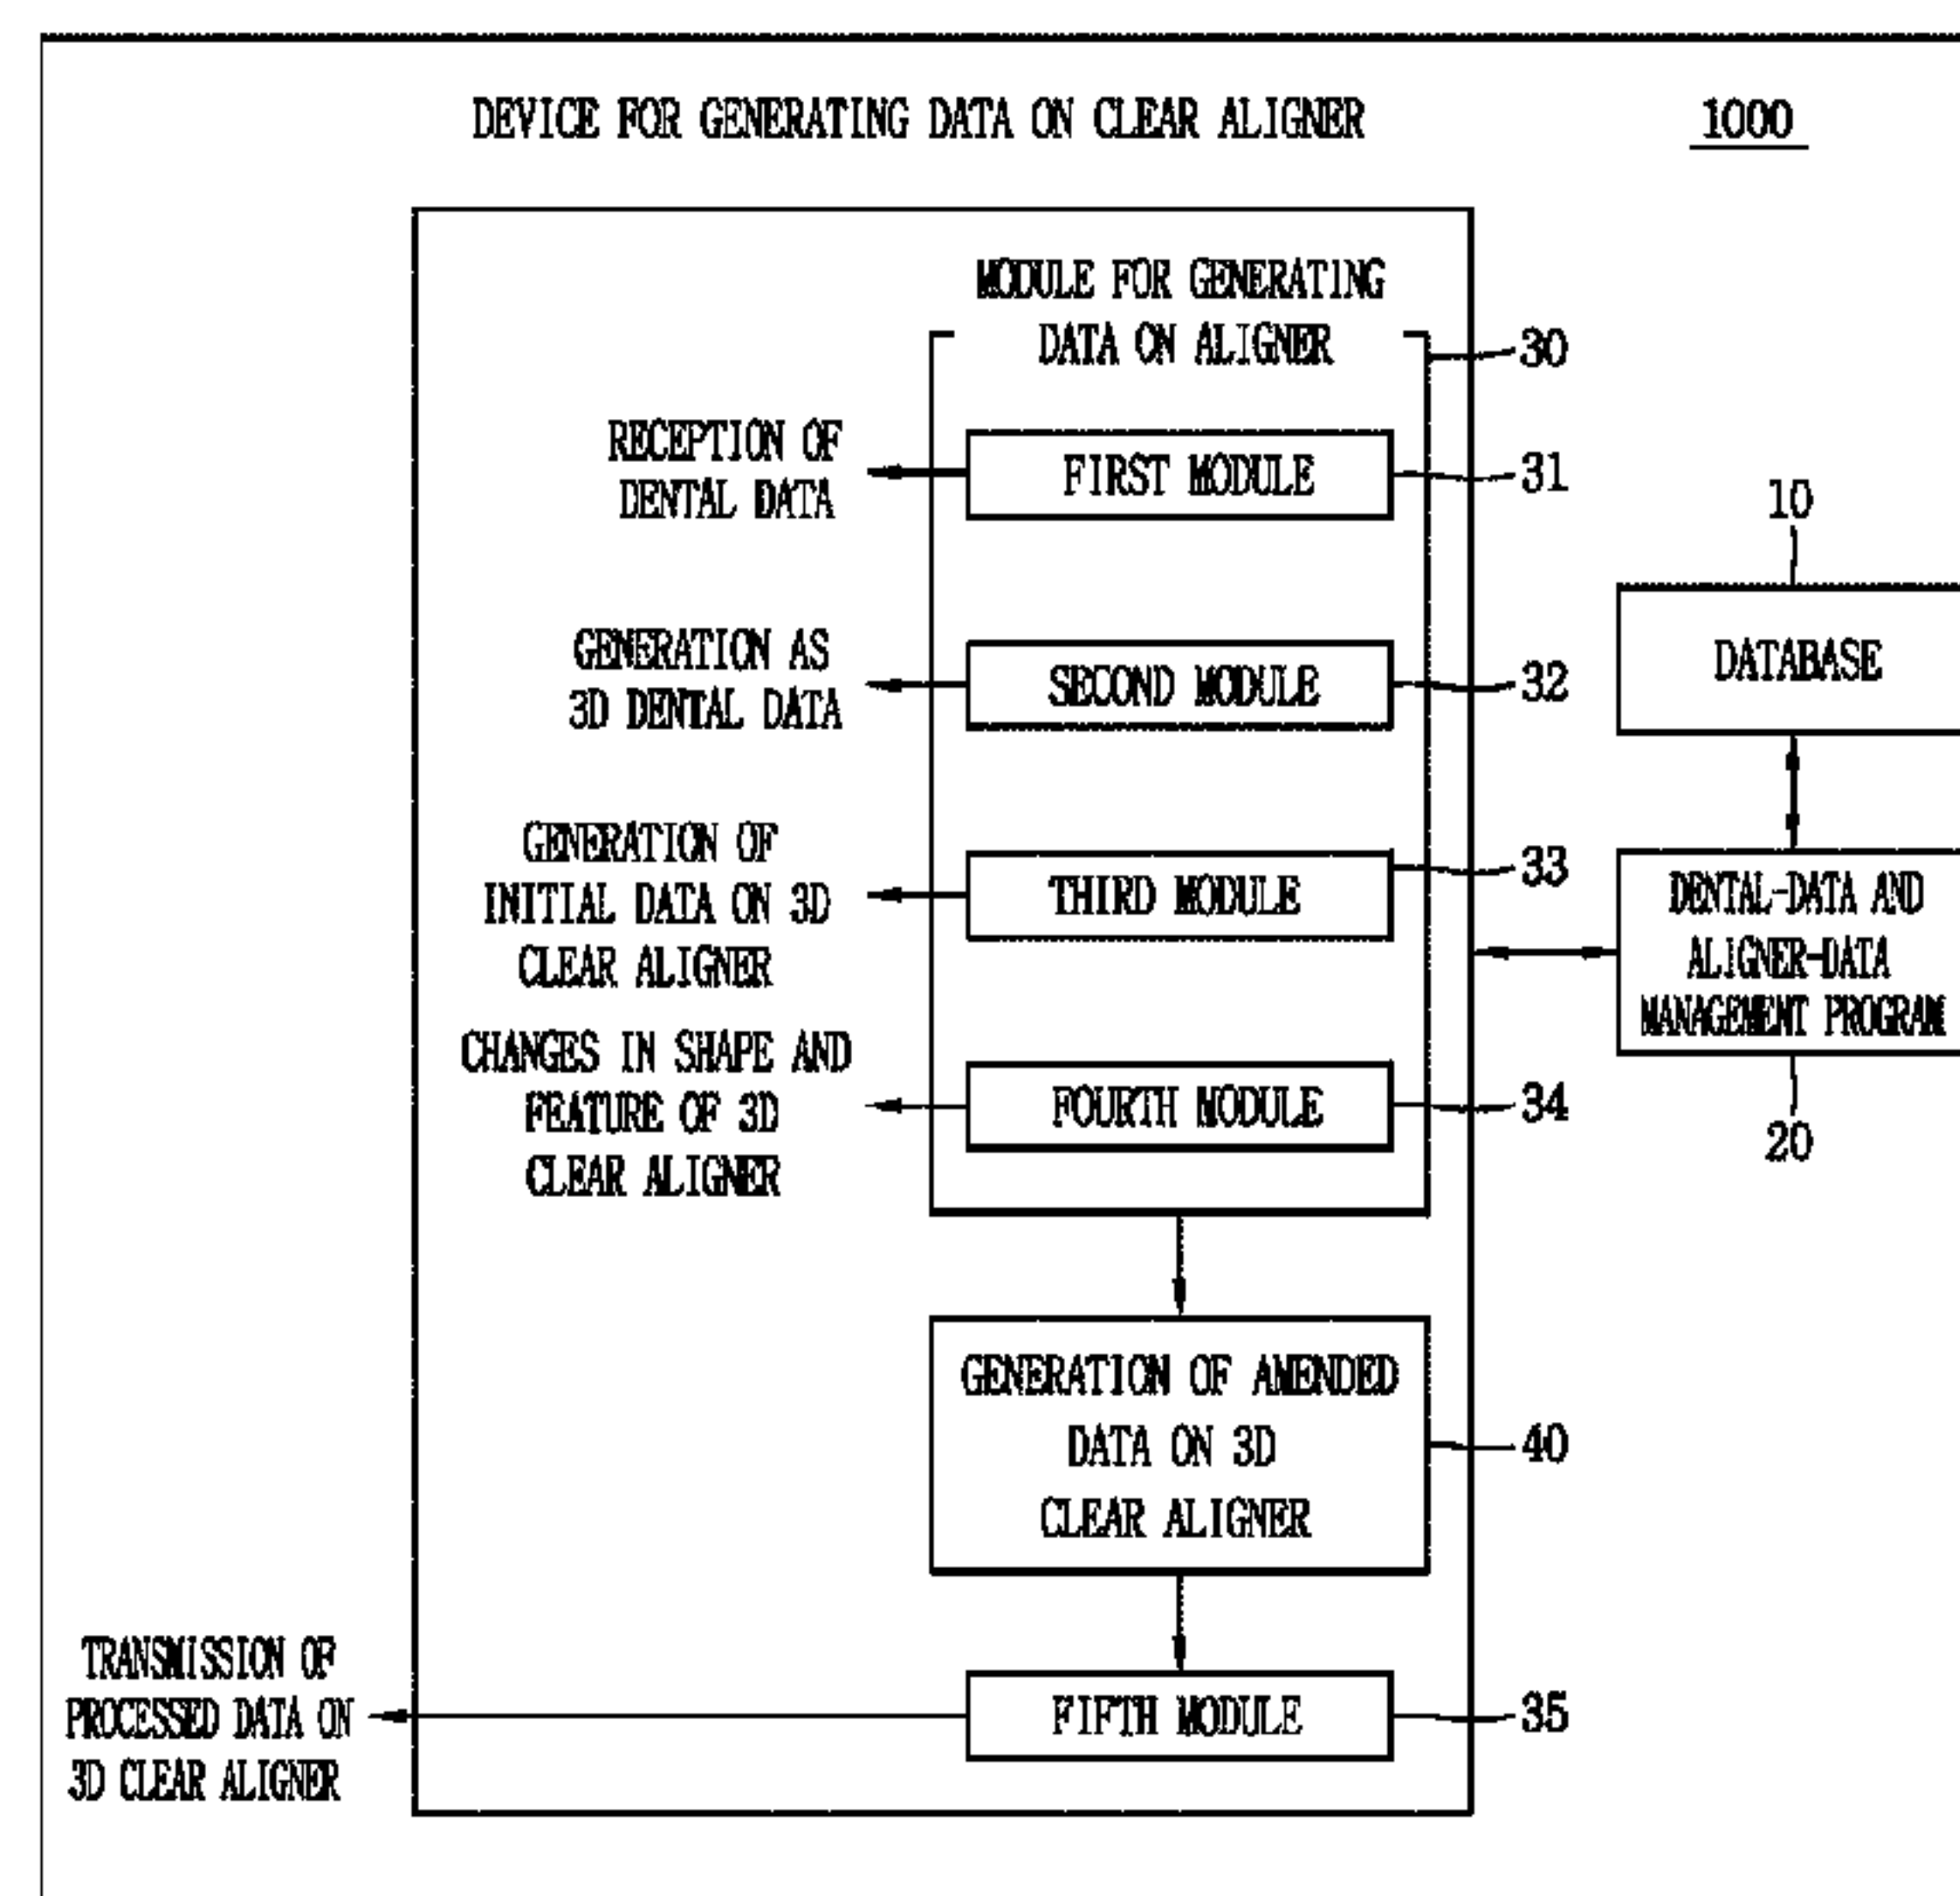 DEVICE FOR GENERATING DATA ON CLEAR ALIGNER
1000
MODULE FOR GENERATING
DATA ON ALIGNER
30
RECEPTION OF
DENTAL DATA
FIRST MODULE
31
GENERATION AS
3D DENTAL DATA
SECOND MODULE
32
GENERATION OF
INITIAL DATA ON 3D
CLEAR ALIGNER
THIRD MODULE
33
CHANGES IN SHAPE AND
FEATURE OF 3D
CLEAR ALIGNER
FOURTH MODULE
34
10
DATABASE
DENTAL-DATA AND
ALIGNER-DATA
MANAGEMENT PROGRAM
20
GENERATION OF AMENDED
DATA ON 3D
CLEAR ALIGNER
40
TRANSMISSION OF
PROCESSED DATA ON
3D CLEAR ALIGNER
FIFTH MODULE
35